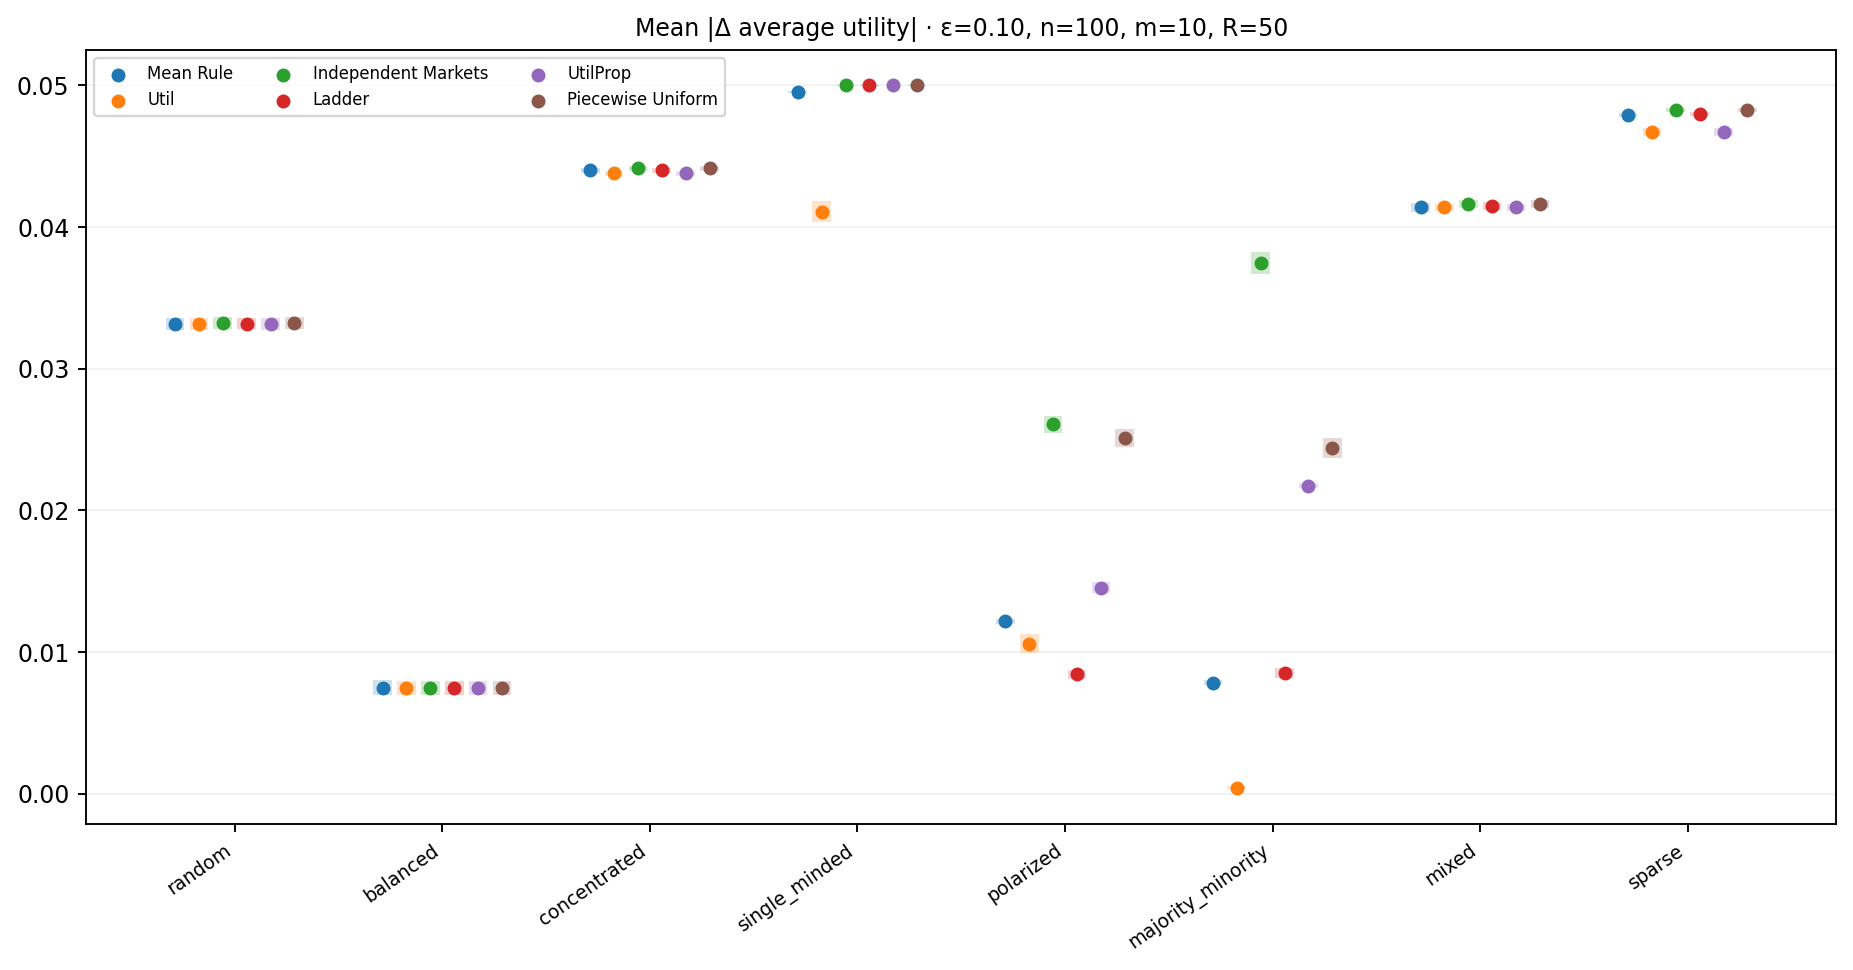 Mean |Δ average utility| · ε=0.10, n=100, m=10, R=50
Mean Rule
Util
Independent Markets
Ladder
UtilProp
Piecewise Uniform
0.05
0.04
0.03
0.02
0.01
0.00
random
balanced
concentrated
single_minded
polarized
majority_minority
mixed
sparse